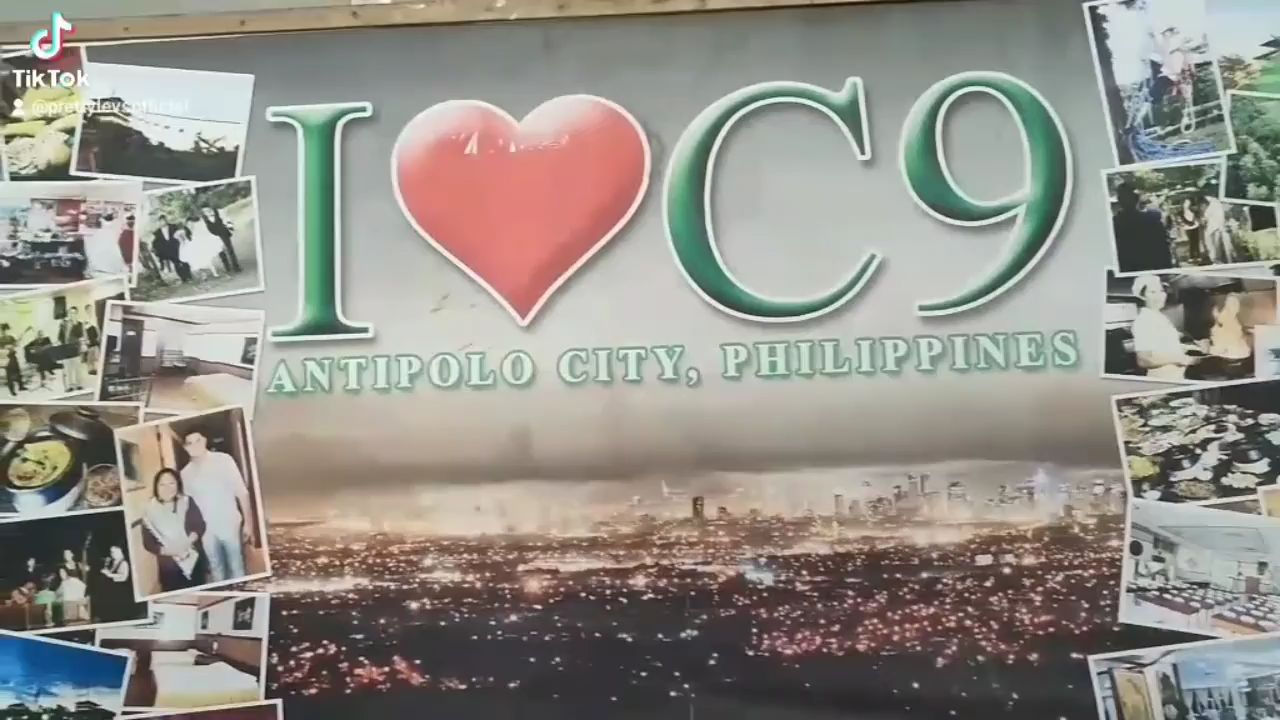 TikTok
I ❤ C9
ANTIPOLO CITY, PHILIPPINES